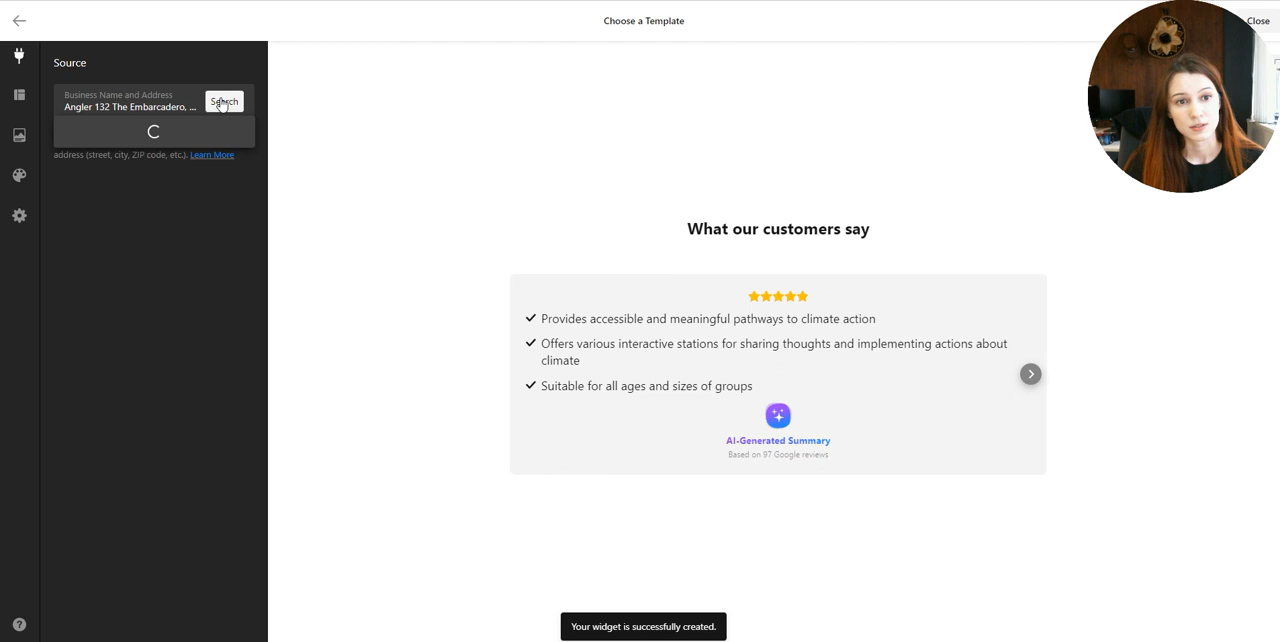 Choose a Template
Close
Source
Business Name and Address
Angler 132 The Embarcadero, ...
Search
address (street, city, ZIP code, etc.). Learn More
What our customers say
Provides accessible and meaningful pathways to climate action
Offers various interactive stations for sharing thoughts and implementing actions about
climate
Suitable for all ages and sizes of groups
AI-Generated Summary
Based on 97 Google reviews
Your widget is successfully created.